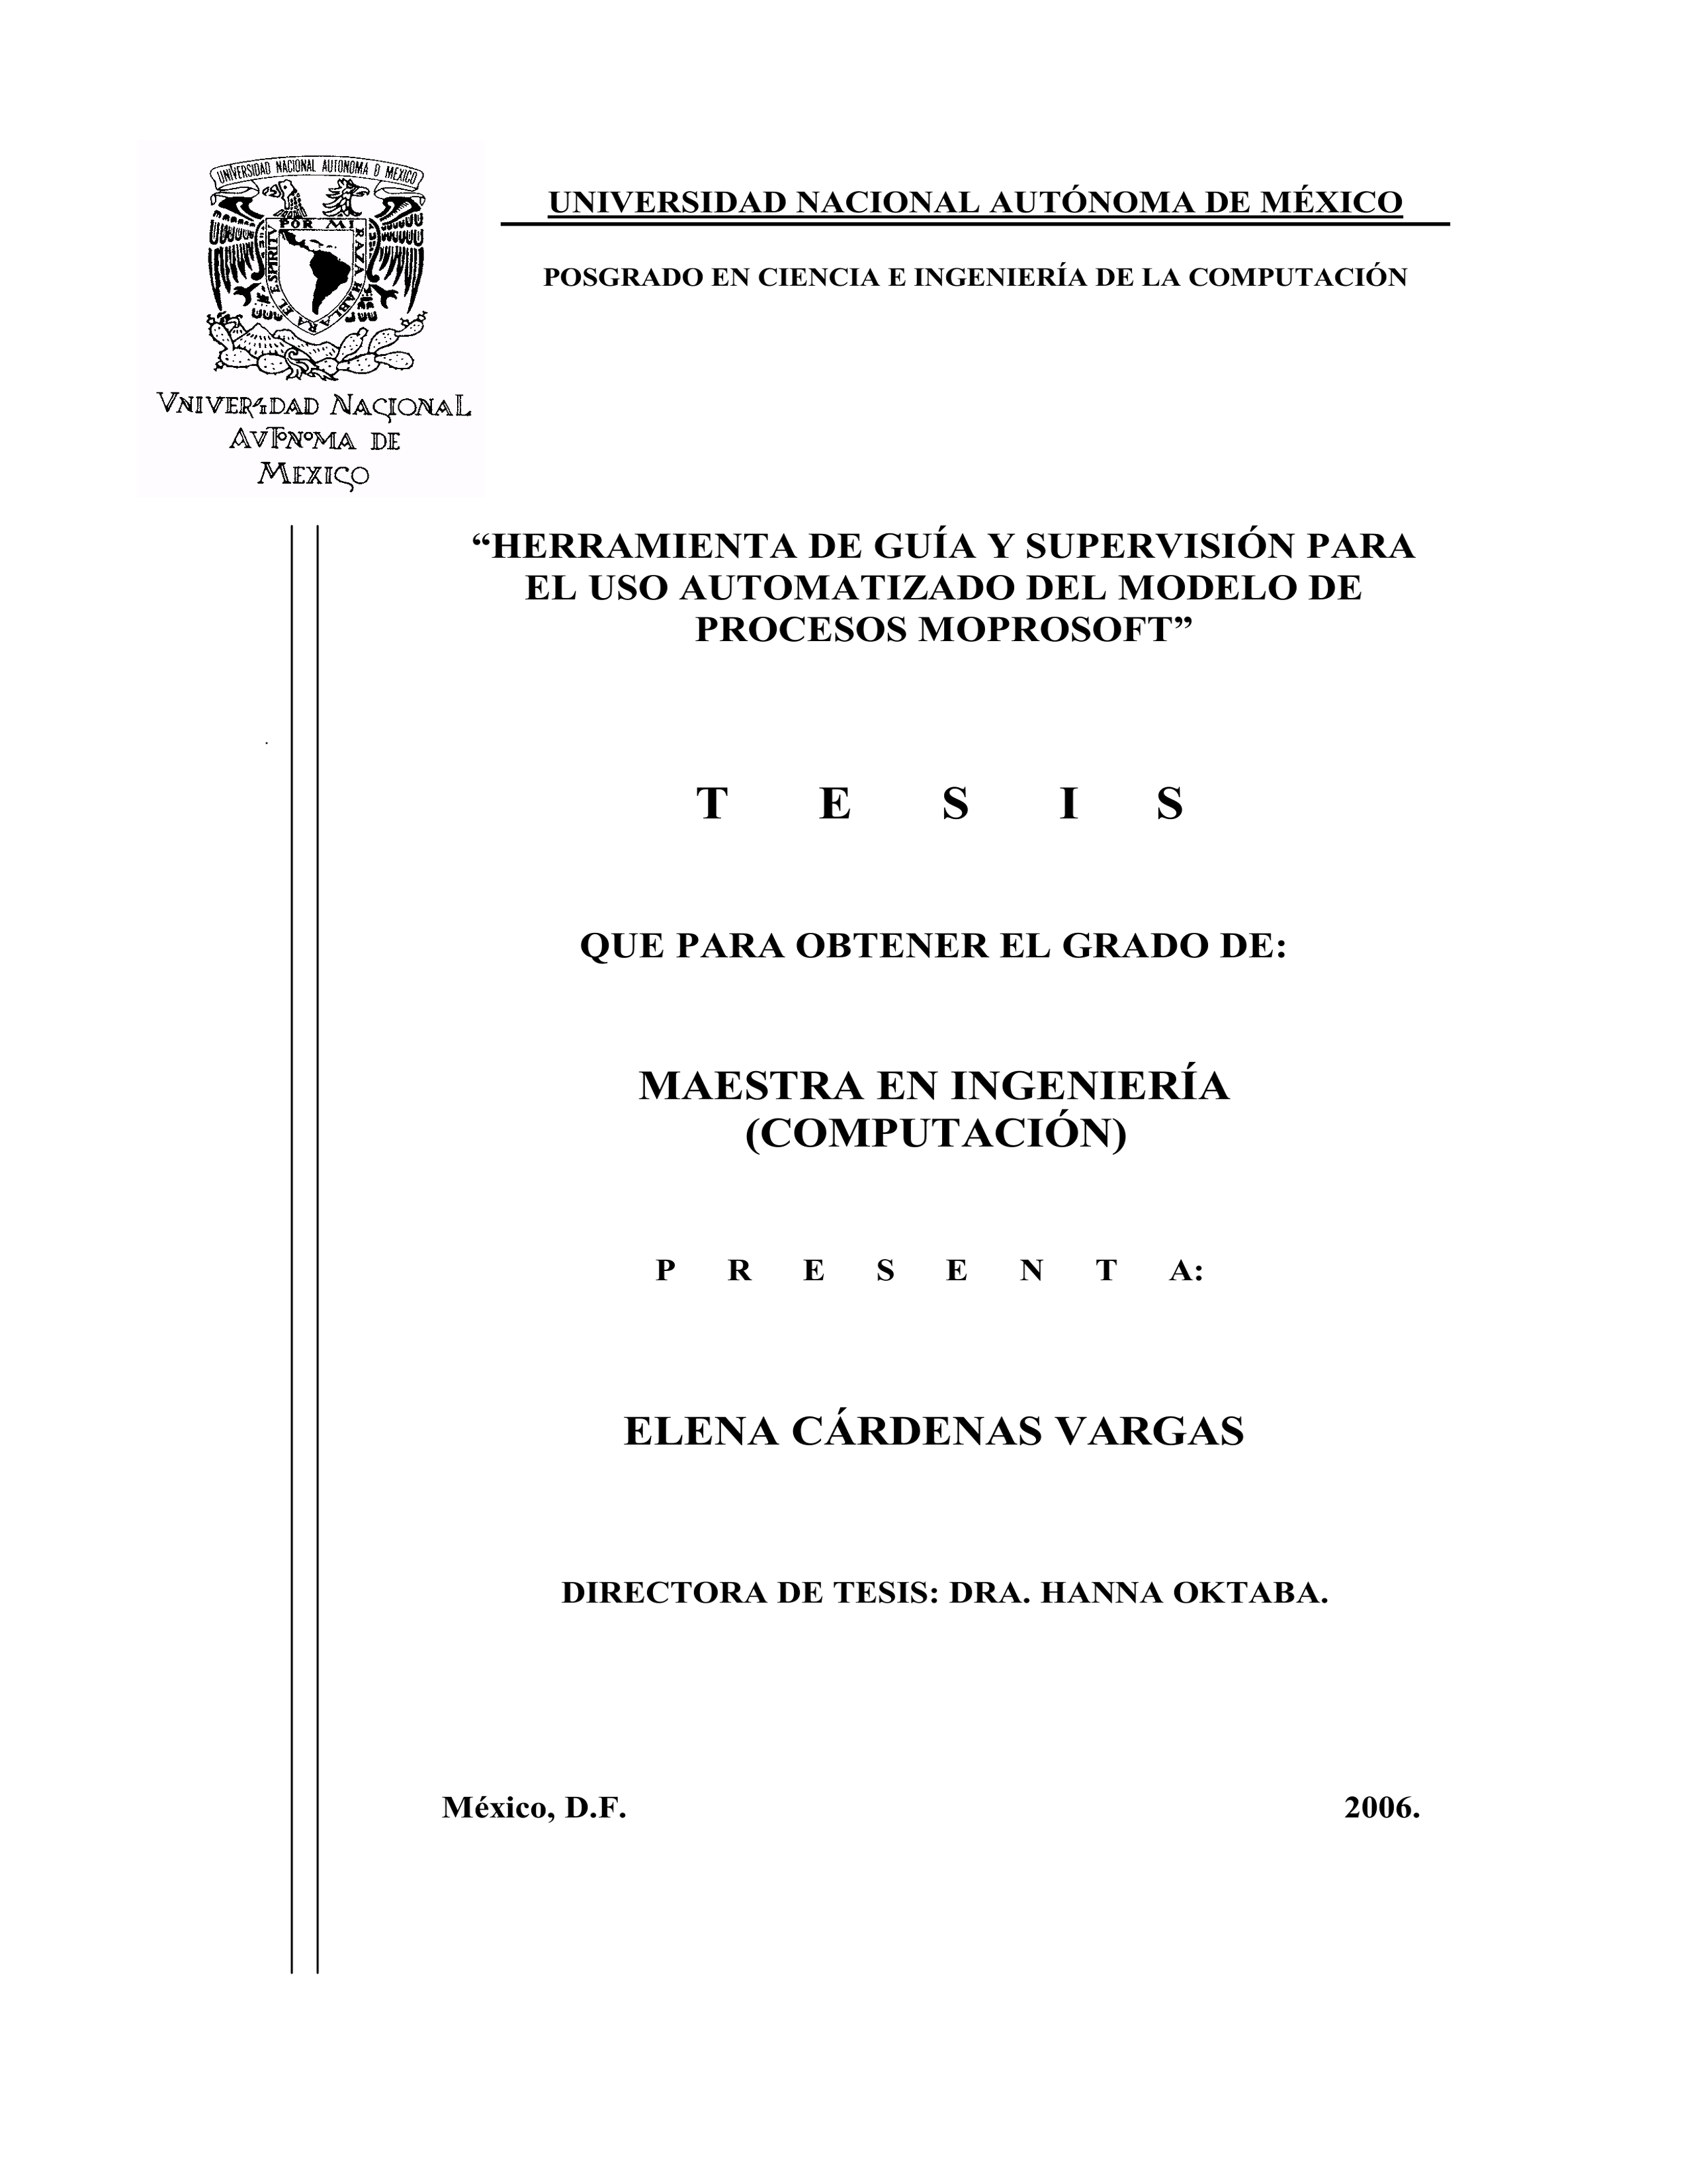 UNIVERSIDAD NACIONAL AUTONOMA D MEXICO
POR MI RAZA HABLARA EL ESPIRITU
VNIVERSIDAD NACIONAL
AVTONOMA DE
MEXICO
UNIVERSIDAD NACIONAL AUTÓNOMA DE MÉXICO
POSGRADO EN CIENCIA E INGENIERÍA DE LA COMPUTACIÓN
“HERRAMIENTA DE GUÍA Y SUPERVISIÓN PARA
EL USO AUTOMATIZADO DEL MODELO DE
PROCESOS MOPROSOFT”
T E S I S
QUE PARA OBTENER EL GRADO DE:
MAESTRA EN INGENIERÍA
(COMPUTACIÓN)
P R E S E N T A:
ELENA CÁRDENAS VARGAS
DIRECTORA DE TESIS: DRA. HANNA OKTABA.
México, D.F. 2006.